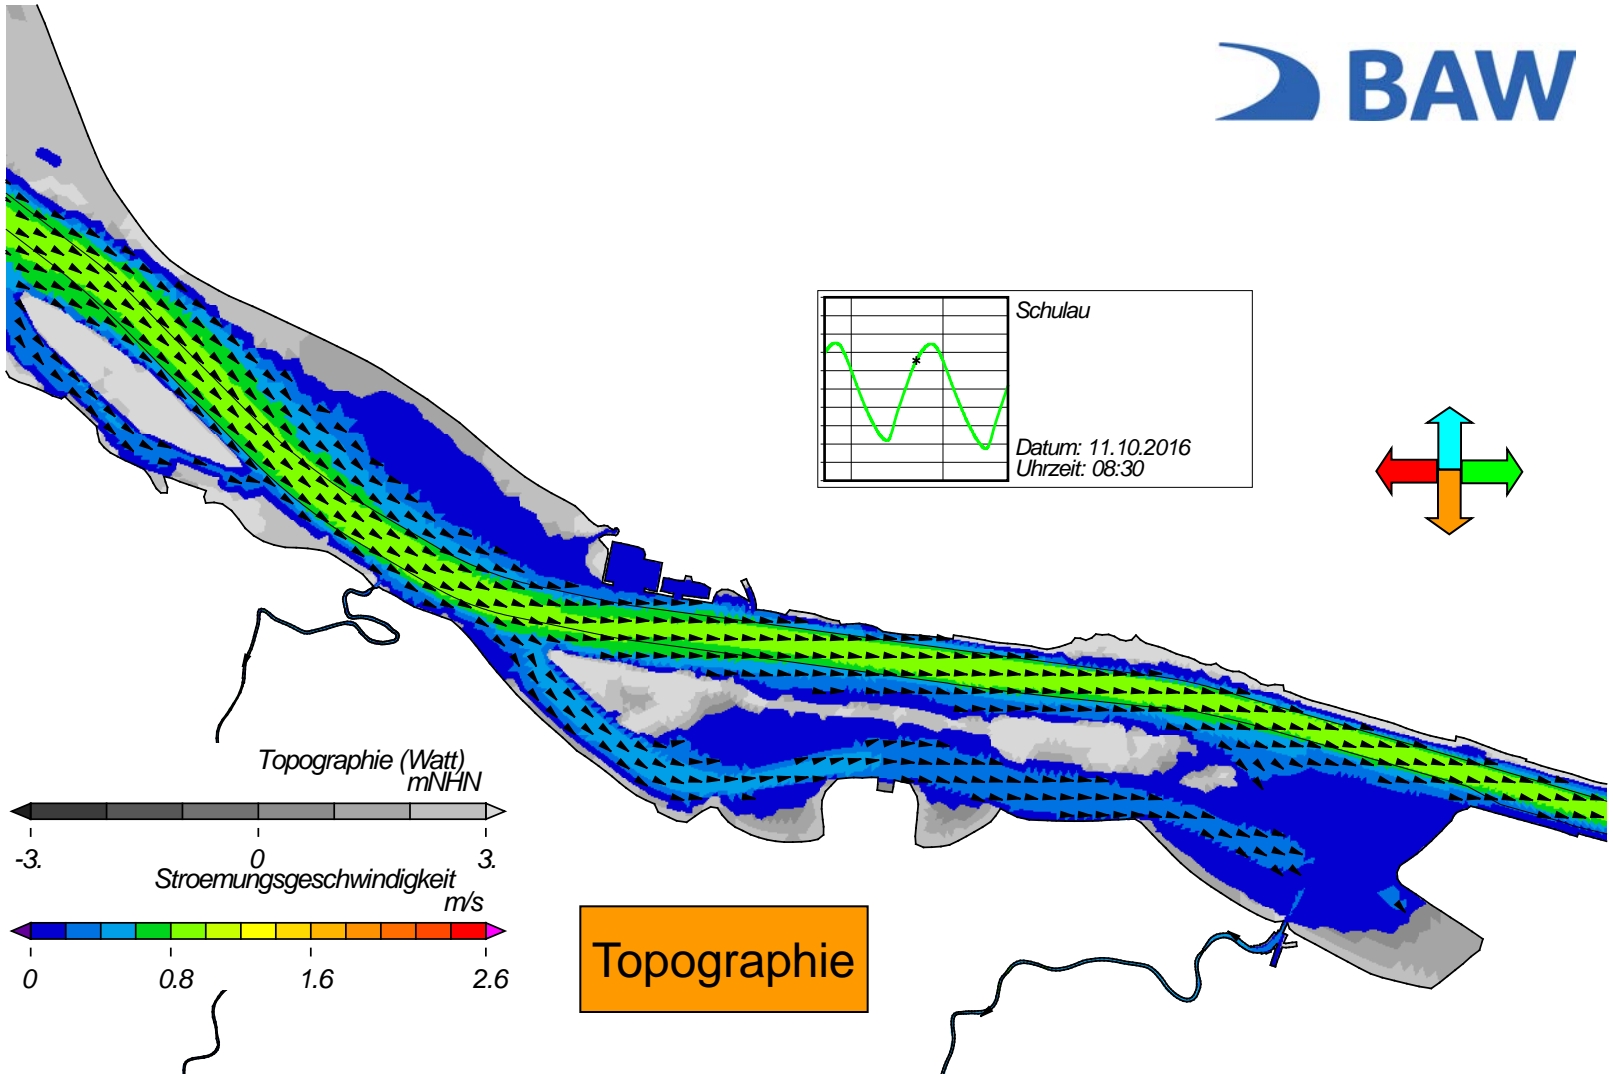 BAW
Schulau
Datum: 11.10.2016
Uhrzeit: 08:30
Topographie (Watt)
mNHN
-3. 0 3.
Stroemungsgeschwindigkeit
m/s
0 0.8 1.6 2.6
Topographie